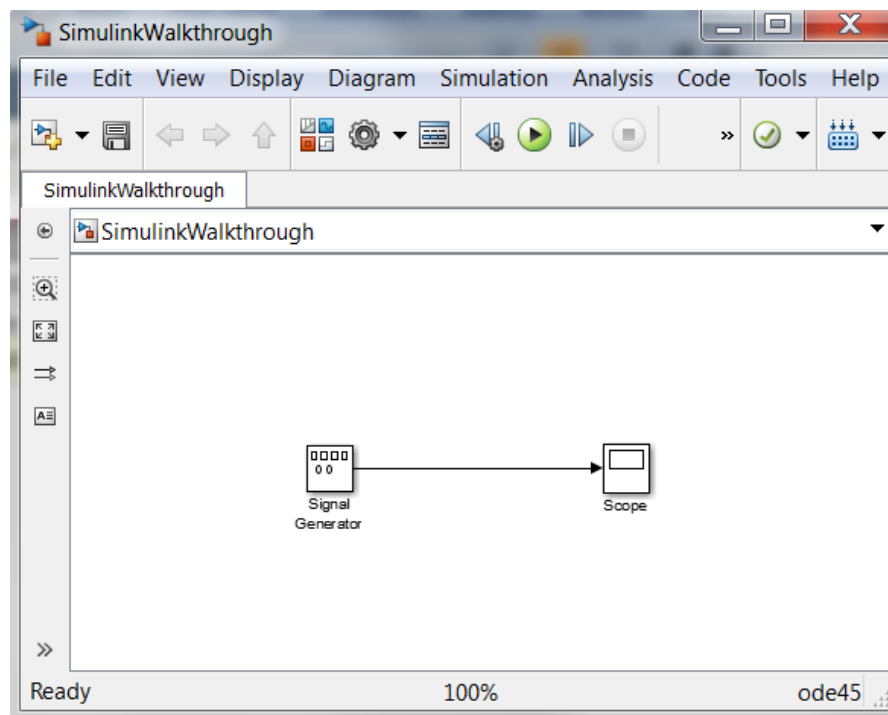 SimulinkWalkthrough
File Edit View Display Diagram Simulation Analysis Code Tools Help
SimulinkWalkthrough
SimulinkWalkthrough
Signal
Generator
Scope
Ready 100% ode45